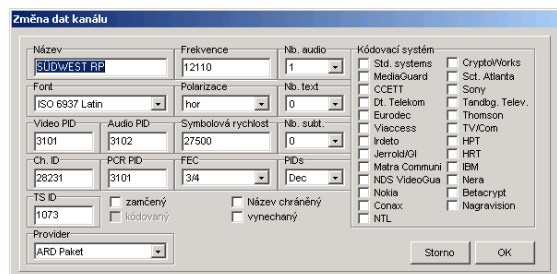 Změna dat kanálu
Název
SÜDWEST RP
Frekvence
12110
Nb. audio
1
Font
ISO 6937 Latin
Polarizace
hor
Nb. text
0
Video PID
3101
Audio PID
3102
Symbolová rychlost
27500
Nb. subt.
0
Ch. ID
28231
PCR PID
3101
FEC
3/4
PIDs
Dec
TS ID
1073
zamčený
kódovaný
Název chráněný
vynechaný
Provider
ARD Paket
Kódovací systém
Std. systems
MediaGuard
CCETT
Dt. Telekom
Eurodec
Viaccess
Irdeto
Jerrold/GI
Matra Communi
NDS VideoGua
Nokia
Conax
NTL
CryptoWorks
Sct. Atlanta
Sony
Tandbg. Telev.
Thomson
TV/Com
HPT
HRT
IBM
Nera
Betacrypt
Nagravision
Storno
OK